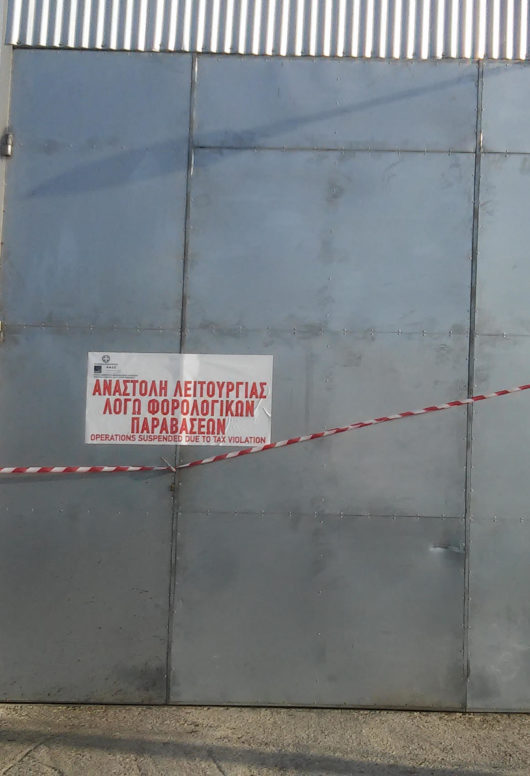 ΑΝΑΣΤΟΛΗ ΛΕΙΤΟΥΡΓΙΑΣ
ΛΟΓΩ ΦΟΡΟΛΟΓΙΚΩΝ
ΠΑΡΑΒΑΣΕΩΝ
OPERATIONS SUSPENDED DUE TO TAX VIOLATION